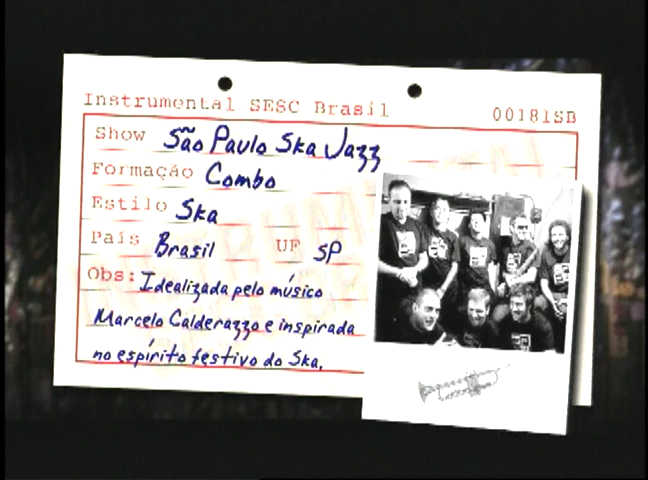 Instrumental SESC Brasil 00181SB
Show São Paulo Ska Jazz
Formação Combo
Estilo Ska
País Brasil UF SP
Obs: Idealizada pelo músico
Marcelo Calderazzo e inspirada
no espírito festivo do Ska.